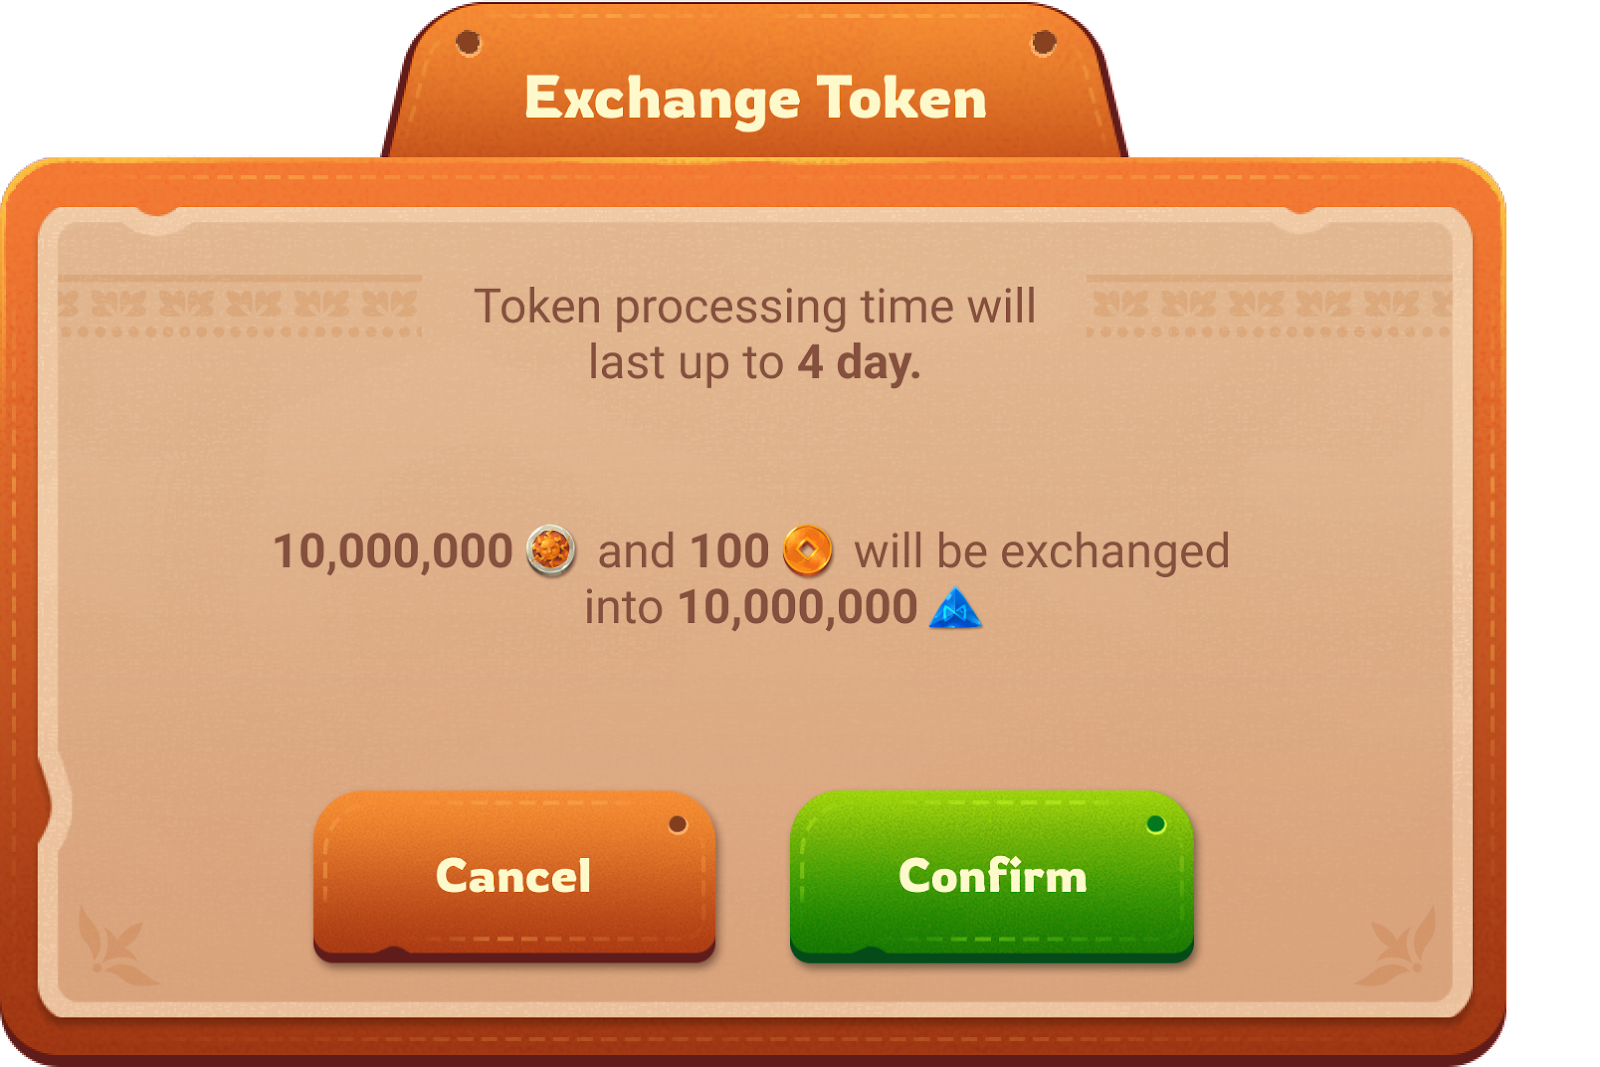 Exchange Token
Token processing time will
last up to 4 day.
10,000,000 and 100 will be exchanged
into 10,000,000
Cancel
Confirm